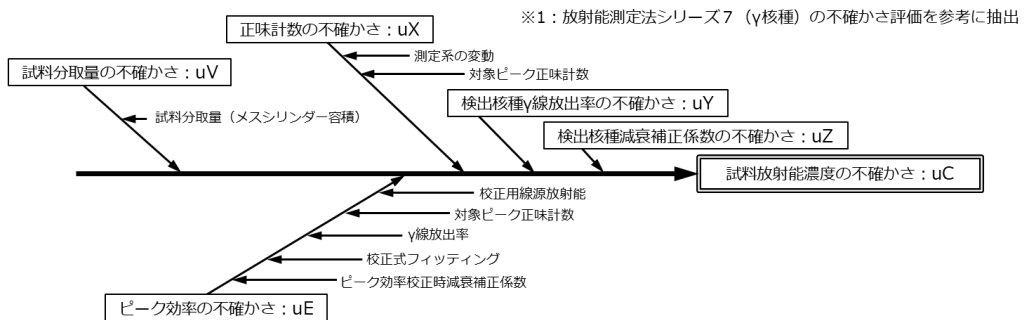 ※1：放射能測定法シリーズ７（γ核種）の不確かさ評価を参考に抽出
正味計数の不確かさ：uX
測定系の変動
対象ピーク正味計数
試料分取量の不確かさ：uV
試料分取量（メスシリンダー容積）
検出核種γ線放出率の不確かさ：uY
検出核種減衰補正係数の不確かさ：uZ
試料放射能濃度の不確かさ：uC
校正用線源放射能
対象ピーク正味計数
γ線放出率
校正式フィッティング
ピーク効率校正時減衰補正係数
ピーク効率の不確かさ：uE